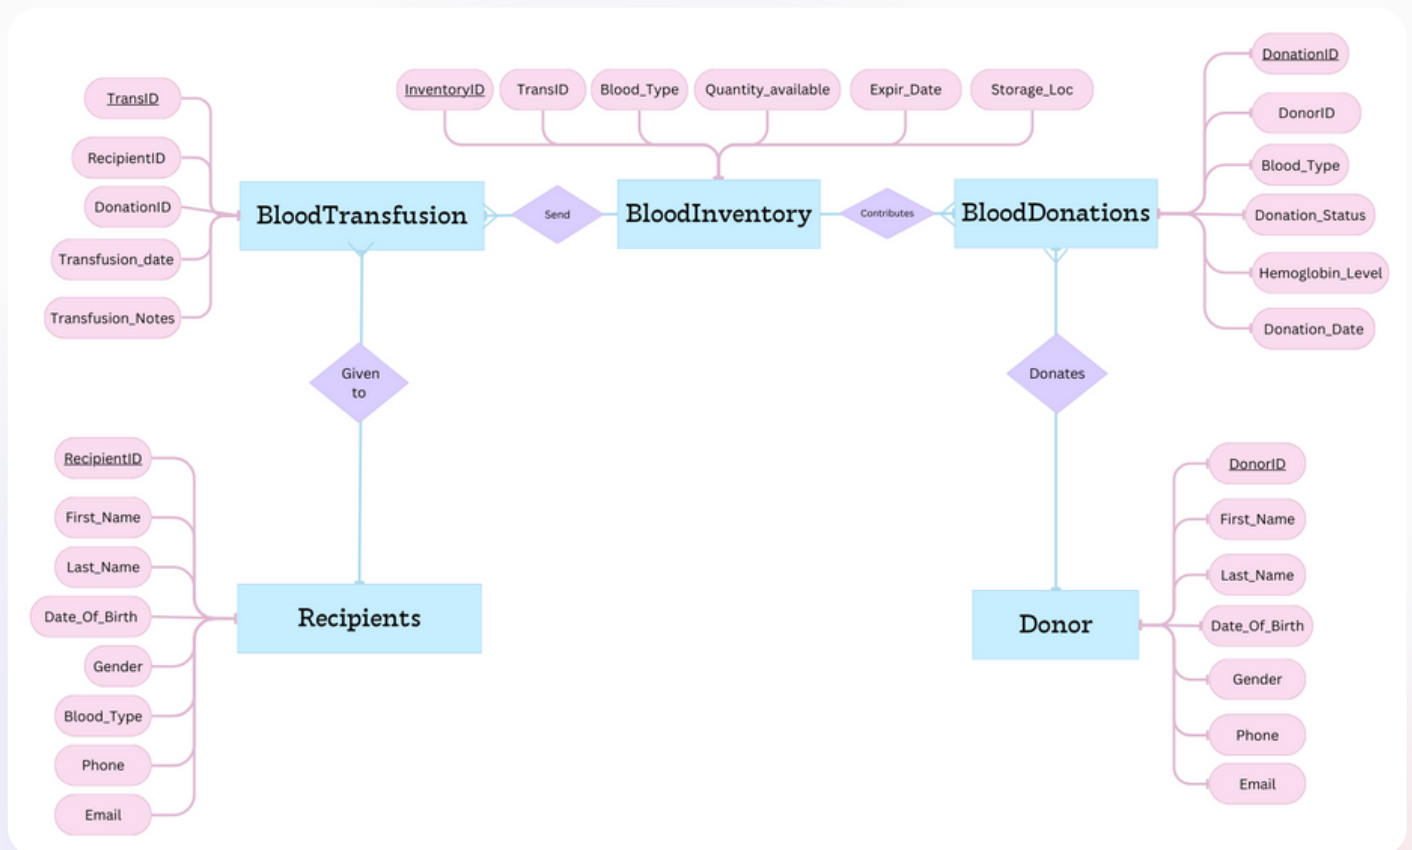 TransID
RecipientID
DonationID
Transfusion_date
Transfusion_Notes
BloodTransfusion
Send
InventoryID
TransID
Blood_Type
Quantity_available
Expir_Date
Storage_Loc
BloodInventory
Contributes
BloodDonations
DonationID
DonorID
Blood_Type
Donation_Status
Hemoglobin_Level
Donation_Date
Given
to
Donates
RecipientID
First_Name
Last_Name
Date_Of_Birth
Gender
Blood_Type
Phone
Email
Recipients
Donor
DonorID
First_Name
Last_Name
Date_Of_Birth
Gender
Phone
Email